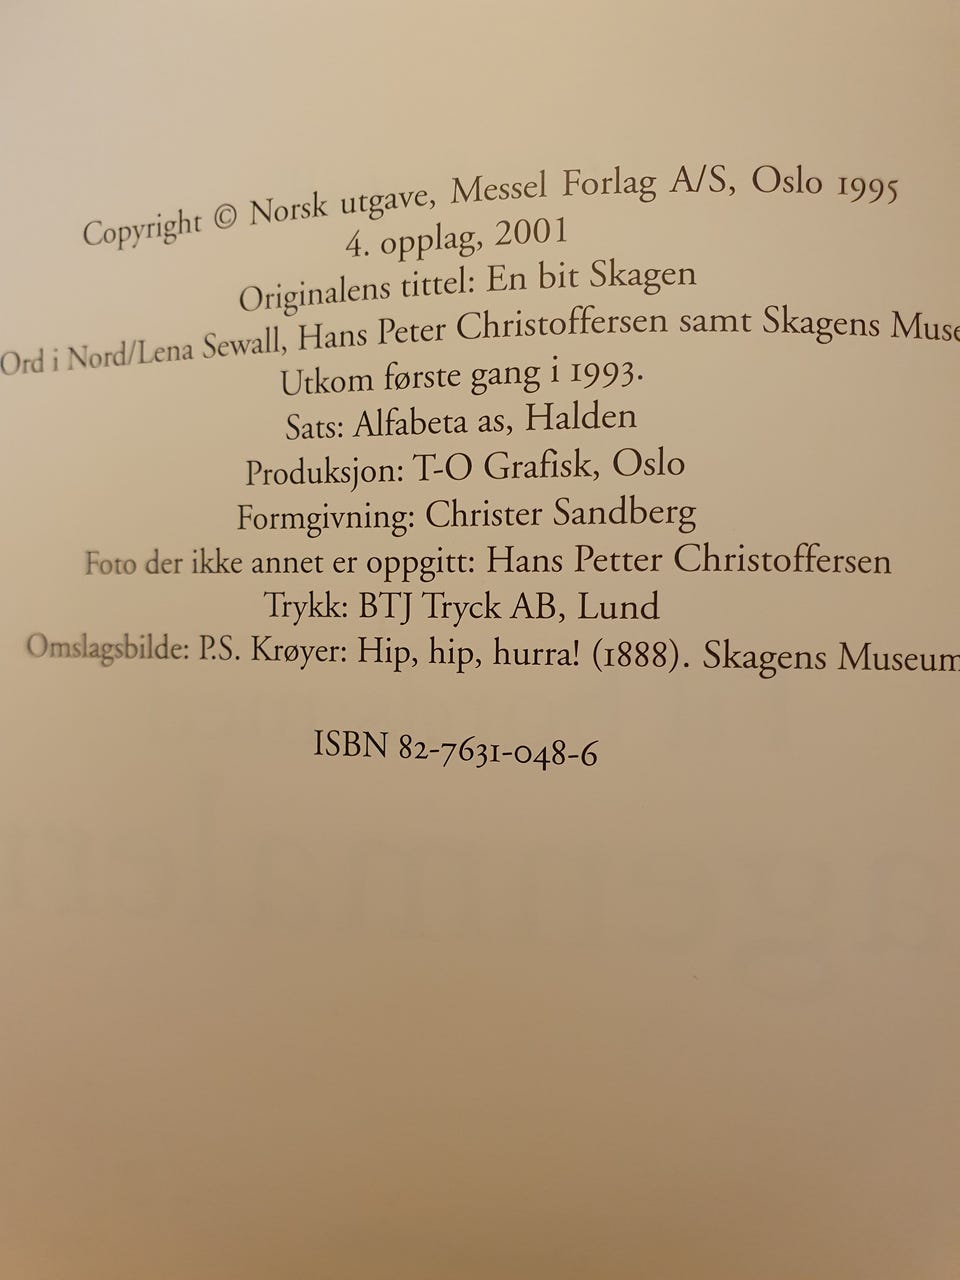 Copyright © Norsk utgave, Messel Forlag A/S, Oslo 1995
4. opplag, 2001
Originalens tittel: En bit Skagen
Ord i Nord/Lena Sewall, Hans Peter Christoffersen samt Skagens Muse
Utkom første gang i 1993.
Sats: Alfabeta as, Halden
Produksjon: T-O Grafisk, Oslo
Formgivning: Christer Sandberg
Foto der ikke annet er oppgitt: Hans Petter Christoffersen
Trykk: BTJ Tryck AB, Lund
Omslagsbilde: P.S. Krøyer: Hip, hip, hurra! (1888). Skagens Museum
ISBN 82-7631-048-6